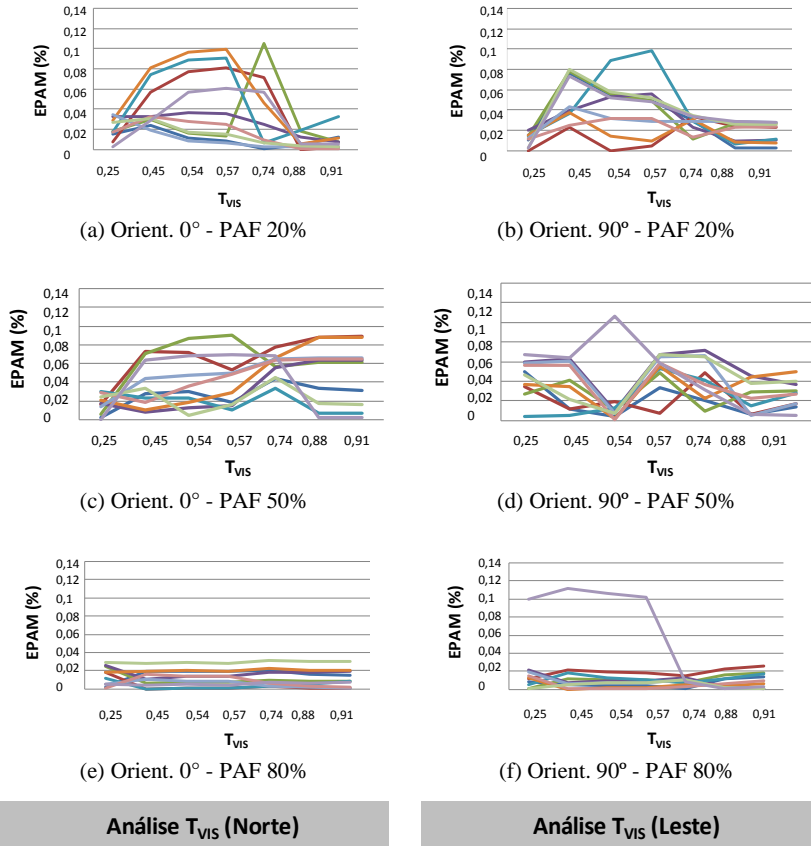 EPAM (%)
0,14
0,12
0,1
0,08
0,06
0,04
0,02
0
0,25 0,45 0,54 0,57 0,74 0,88 0,91
T_VIS
(a) Orient. 0° - PAF 20%
EPAM (%)
0,14
0,12
0,1
0,08
0,06
0,04
0,02
0
0,25 0,45 0,54 0,57 0,74 0,88 0,91
T_VIS
(b) Orient. 90º - PAF 20%
EPAM (%)
0,14
0,12
0,1
0,08
0,06
0,04
0,02
0
0,25 0,45 0,54 0,57 0,74 0,88 0,91
T_VIS
(c) Orient. 0° - PAF 50%
EPAM (%)
0,14
0,12
0,1
0,08
0,06
0,04
0,02
0
0,25 0,45 0,54 0,57 0,74 0,88 0,91
T_VIS
(d) Orient. 90º - PAF 50%
EPAM (%)
0,14
0,12
0,1
0,08
0,06
0,04
0,02
0
0,25 0,45 0,54 0,57 0,74 0,88 0,91
T_VIS
(e) Orient. 0° - PAF 80%
EPAM (%)
0,14
0,12
0,1
0,08
0,06
0,04
0,02
0
0,25 0,45 0,54 0,57 0,74 0,88 0,91
T_VIS
(f) Orient. 90º - PAF 80%
Análise T_VIS (Norte)
Análise T_VIS (Leste)